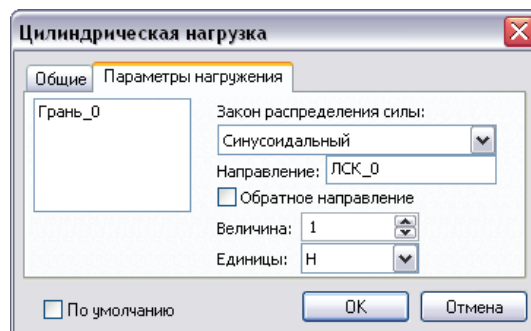 Цилиндрическая нагрузка
Общие Параметры нагружения
Грань_0
Закон распределения силы:
Синусоидальный
Направление: ЛСК_0
Обратное направление
Величина: 1
Единицы: Н
По умолчанию OK Отмена